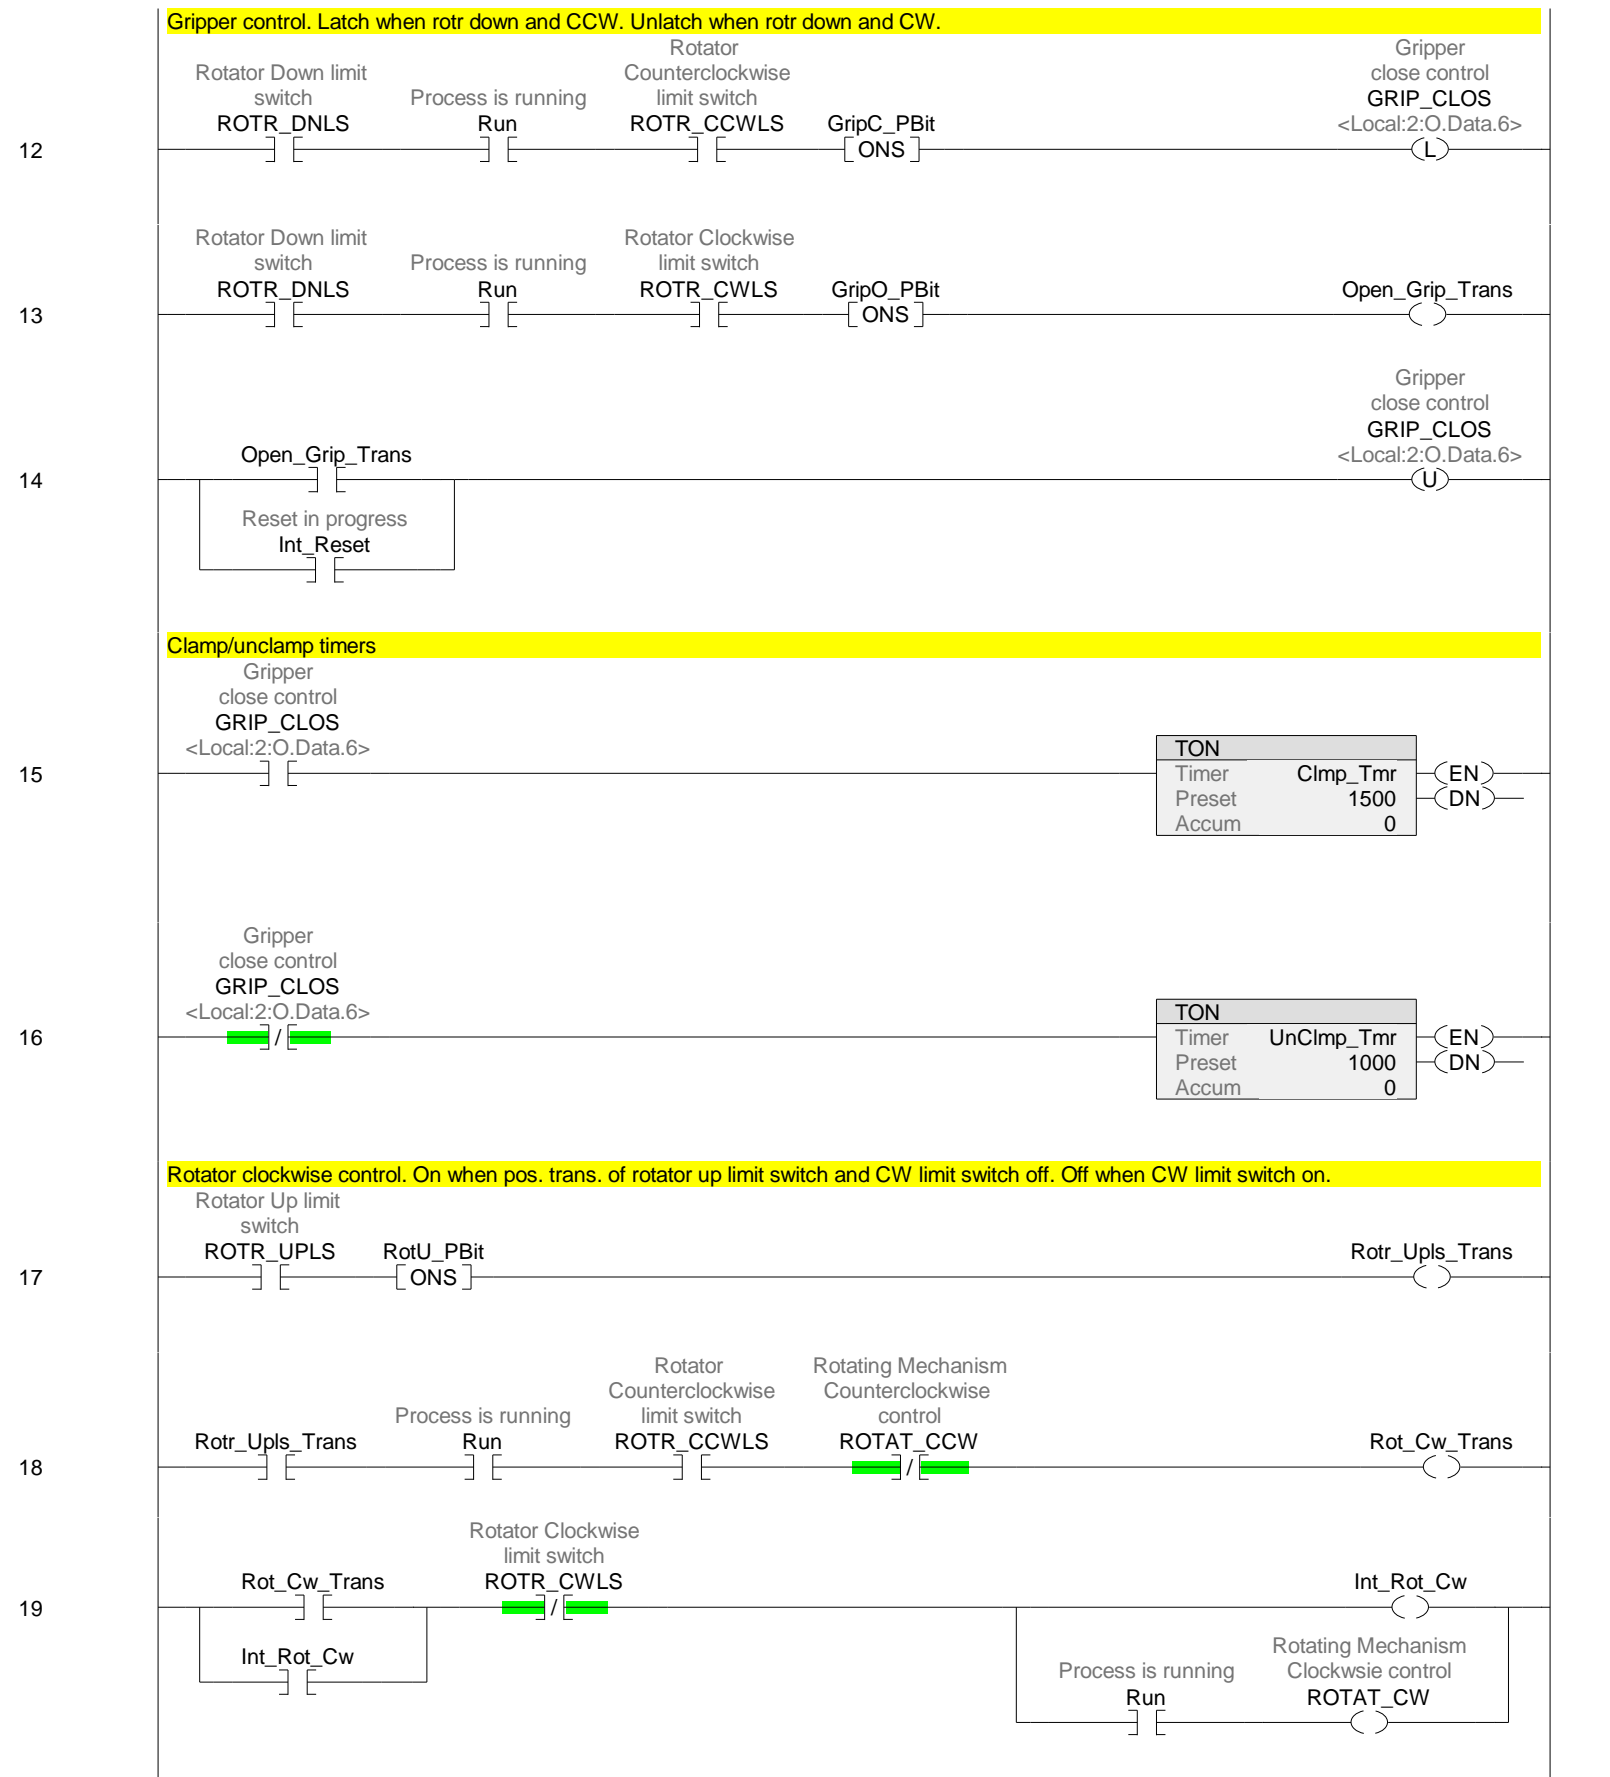 Gripper control. Latch when rotr down and CCW. Unlatch when rotr down and CW.
Rotator Down limit
switch
ROTR_DNLS
Process is running
Run
Rotator
Counterclockwise
limit switch
ROTR_CCWLS
GripC_PBit
ONS
Gripper
close control
GRIP_CLOS
<Local:2:O.Data.6>
L
12
Rotator Down limit
switch
ROTR_DNLS
Process is running
Run
Rotator Clockwise
limit switch
ROTR_CWLS
GripO_PBit
ONS
Open_Grip_Trans
13
Gripper
close control
GRIP_CLOS
<Local:2:O.Data.6>
U
Open_Grip_Trans
14
Reset in progress
Int_Reset
Clamp/unclamp timers
Gripper
close control
GRIP_CLOS
<Local:2:O.Data.6>
15
TON
Timer Clmp_Tmr
Preset 1500
Accum 0
EN
DN
Gripper
close control
GRIP_CLOS
<Local:2:O.Data.6>
/
16
TON
Timer UnClmp_Tmr
Preset 1000
Accum 0
EN
DN
Rotator clockwise control. On when pos. trans. of rotator up limit switch and CW limit switch off. Off when CW limit switch on.
Rotator Up limit
switch
ROTR_UPLS
RotU_PBit
ONS
Rotr_Upls_Trans
17
Rotr_Upls_Trans
Process is running
Run
Rotator
Counterclockwise
limit switch
ROTR_CCWLS
Rotating Mechanism
Counterclockwise
control
ROTAT_CCW
/
Rot_Cw_Trans
18
Rot_Cw_Trans
Rotator Clockwise
limit switch
ROTR_CWLS
/
Int_Rot_Cw
19
Int_Rot_Cw
Process is running
Run
Rotating Mechanism
Clockwsie control
ROTAT_CW